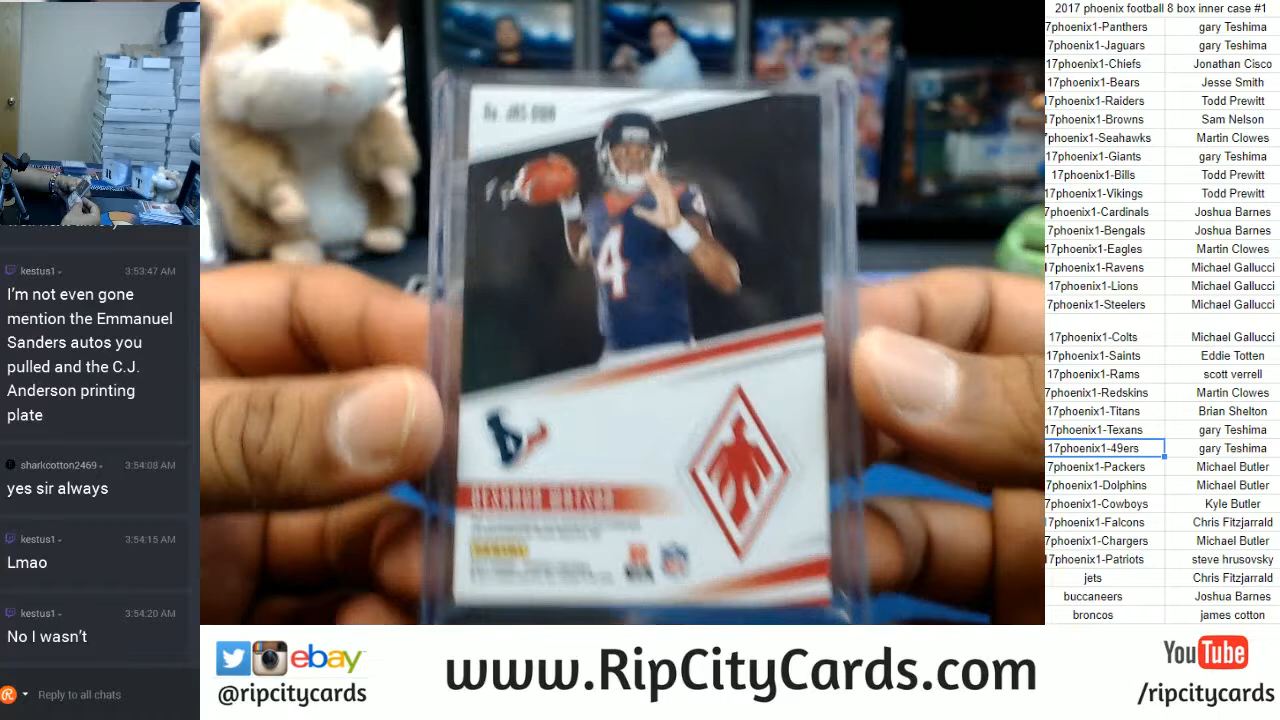 kestus1
3:53:47 AM
I'm not even gone
mention the Emmanuel
Sanders autos you
pulled and the C.J.
Anderson printing
plate
sharkcotton2469
3:54:08 AM
yes sir always
kestus1
3:54:15 AM
Lmao
kestus1
3:54:20 AM
No I wasn't
Reply to all chats
4
DESHAUN WATSON
PANINI
NFL
ebay
@ripcitycards
www.RipCityCards.com
YouTube
/ripcitycards
2017 phoenix football 8 box inner case #1
7phoenix1-Panthers gary Teshima
7phoenix1-Jaguars gary Teshima
17phoenix1-Chiefs Jonathan Cisco
17phoenix1-Bears Jesse Smith
17phoenix1-Raiders Todd Prewitt
7phoenix1-Browns Sam Nelson
7phoenix1-Seahawks Martin Clowes
17phoenix1-Giants gary Teshima
17phoenix1-Bills Todd Prewitt
17phoenix1-Vikings Todd Prewitt
7phoenix1-Cardinals Joshua Barnes
7phoenix1-Bengals Joshua Barnes
17phoenix1-Eagles Martin Clowes
17phoenix1-Ravens Michael Gallucci
17phoenix1-Lions Michael Gallucci
7phoenix1-Steelers Michael Gallucci
17phoenix1-Colts Michael Gallucci
17phoenix1-Saints Eddie Totten
17phoenix1-Rams scott verrell
7phoenix1-Redskins Martin Clowes
17phoenix1-Titans Brian Shelton
17phoenix1-Texans gary Teshima
17phoenix1-49ers gary Teshima
7phoenix1-Packers Michael Butler
7phoenix1-Dolphins Michael Butler
7phoenix1-Cowboys Kyle Butler
17phoenix1-Falcons Chris Fitzjarrald
17phoenix1-Chargers Michael Butler
17phoenix1-Patriots steve hrusovsky
jets Chris Fitzjarrald
buccaneers Joshua Barnes
broncos james cotton